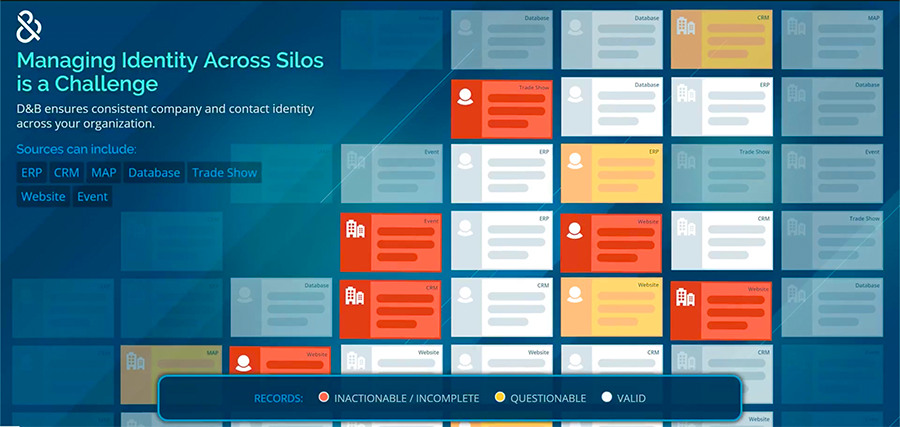 Managing Identity Across Silos
is a Challenge
D&B ensures consistent company and contact identity
across your organization.
Sources can include:
ERP CRM MAP Database Trade Show
Website Event
Database Database CRM MAP
Trade Show Database ERP Database
Event ERP ERP Trade Show Event
Event ERP Website CRM Trade Show
Database CRM CRM Website Website Database
MAP Website Website Website CRM CRM
RECORDS: INACTIONABLE / INCOMPLETE QUESTIONABLE VALID
Website